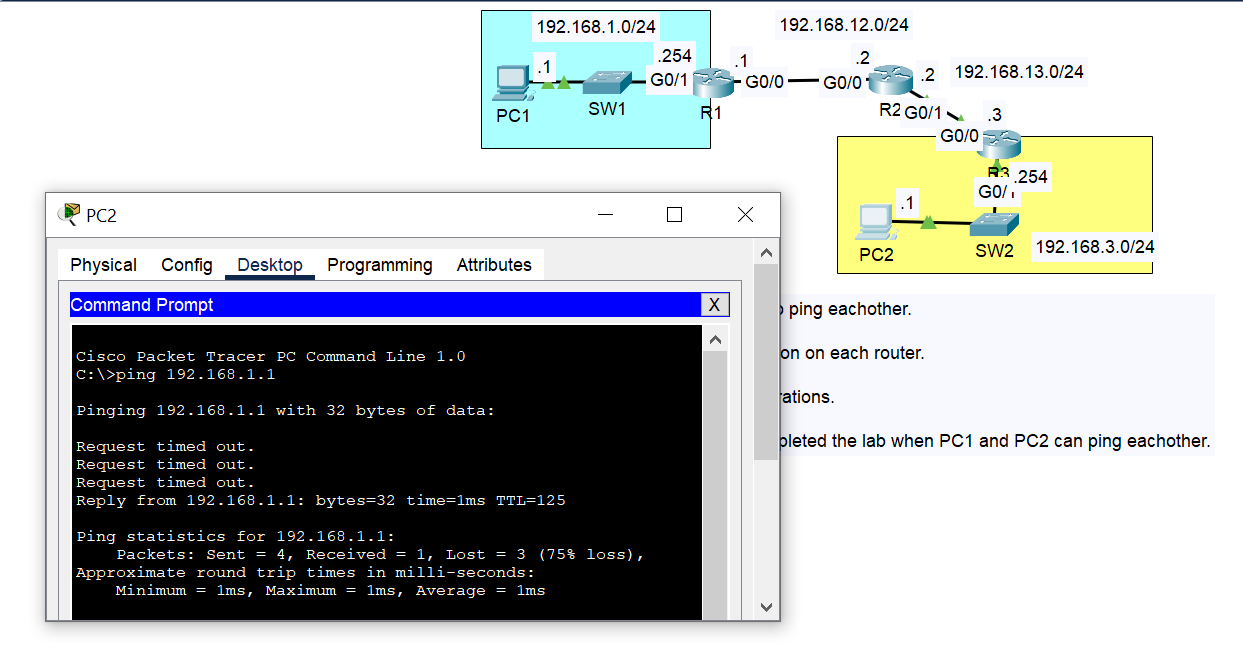 192.168.1.0/24
192.168.12.0/24
.254
.1
.2
.1
G0/1
G0/0
G0/0
.2
192.168.13.0/24
PC1
SW1
R1
R2
G0/1
.3
G0/0
R3
.254
G0/1
.1
PC2
SW2
192.168.3.0/24
PC2
Physical Config Desktop Programming Attributes
Command Prompt
X
Cisco Packet Tracer PC Command Line 1.0
C:\>ping 192.168.1.1
Pinging 192.168.1.1 with 32 bytes of data:
Request timed out.
Request timed out.
Request timed out.
Reply from 192.168.1.1: bytes=32 time=1ms TTL=125
Ping statistics for 192.168.1.1:
Packets: Sent = 4, Received = 1, Lost = 3 (75% loss),
Approximate round trip times in milli-seconds:
Minimum = 1ms, Maximum = 1ms, Average = 1ms
ping eachother.
on each router.
the lab when PC1 and PC2 can ping eachother.